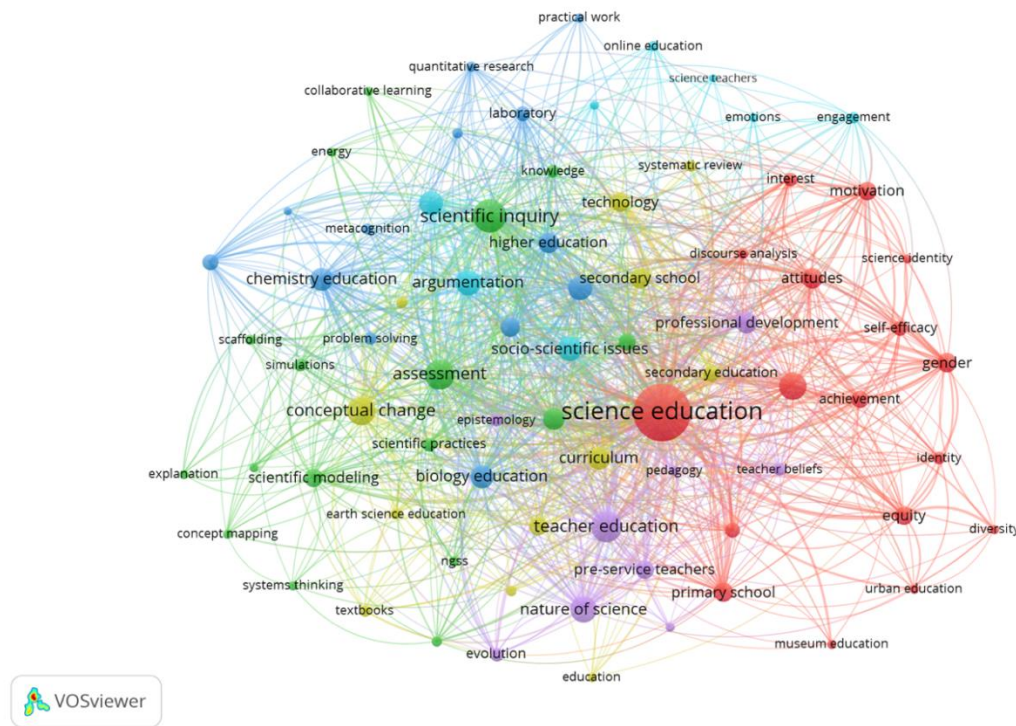 practical work
online education
quantitative research
science teachers
collaborative learning
laboratory
emotions
engagement
energy
knowledge
systematic review
interest
motivation
technology
scientific inquiry
metacognition
higher education
discourse analysis
science identity
chemistry education
argumentation
secondary school
attitudes
professional development
self-efficacy
scaffolding
problem solving
socio-scientific issues
simulations
assessment
secondary education
gender
achievement
conceptual change
science education
epistemology
scientific practices
curriculum
identity
explanation
scientific modeling
biology education
pedagogy
teacher beliefs
earth science education
teacher education
equity
diversity
concept mapping
ngss
pre-service teachers
systems thinking
primary school
urban education
textbooks
nature of science
museum education
evolution
education
VOSviewer